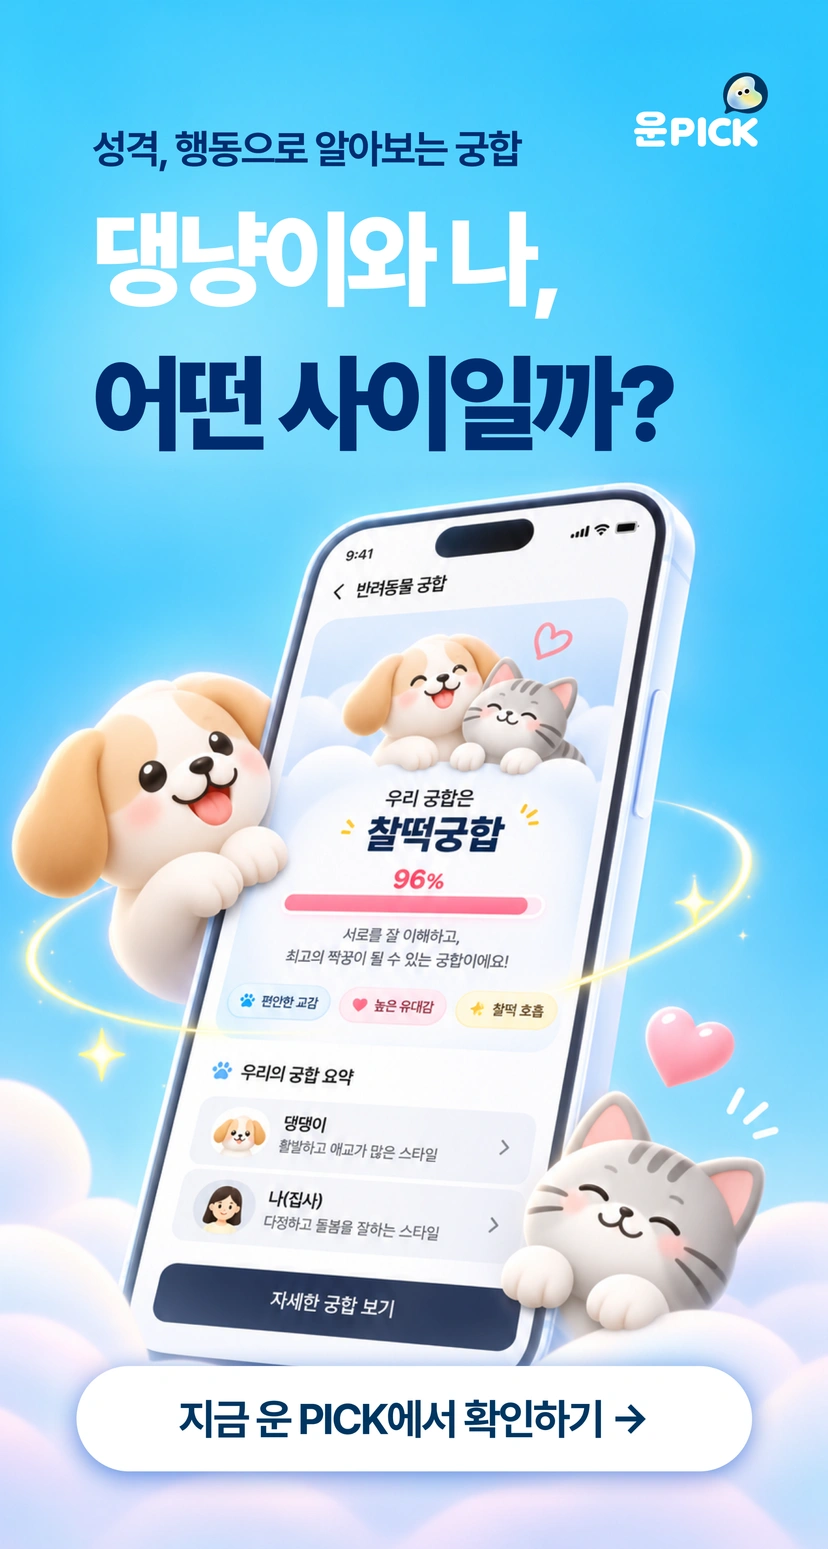 운PICK
성격, 행동으로 알아보는 궁합
댕냥이와 나,
어떤 사이일까?
9:41
반려동물 궁합
우리 궁합은
찰떡궁합
96%
서로를 잘 이해하고,
최고의 짝꿍이 될 수 있는 궁합이에요!
편안한 교감
높은 유대감
찰떡 호흡
우리의 궁합 요약
댕댕이
활발하고 애교가 많은 스타일
나(집사)
다정하고 돌봄을 잘하는 스타일
자세한 궁합 보기
지금 운 PICK에서 확인하기 →